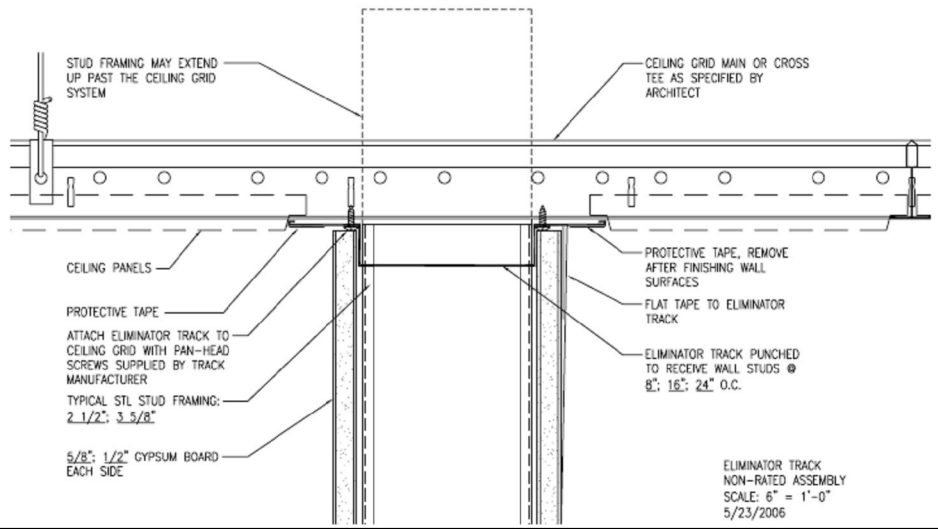 STUD FRAMING MAY EXTEND
UP PAST THE CEILING GRID
SYSTEM
CEILING GRID MAIN OR CROSS
TEE AS SPECIFIED BY
ARCHITECT
CEILING PANELS
PROTECTIVE TAPE
ATTACH ELIMINATOR TRACK TO
CEILING GRID WITH PAN-HEAD
SCREWS SUPPLIED BY TRACK
MANUFACTURER
TYPICAL STL STUD FRAMING:
2 1/2"; 3 5/8"
5/8"; 1/2" GYPSUM BOARD
EACH SIDE
PROTECTIVE TAPE, REMOVE
AFTER FINISHING WALL
SURFACES
FLAT TAPE TO ELIMINATOR
TRACK
ELIMINATOR TRACK PUNCHED
TO RECEIVE WALL STUDS @
8"; 16"; 24" O.C.
ELIMINATOR TRACK
NON-RATED ASSEMBLY
SCALE: 6" = 1'-0"
5/23/2006